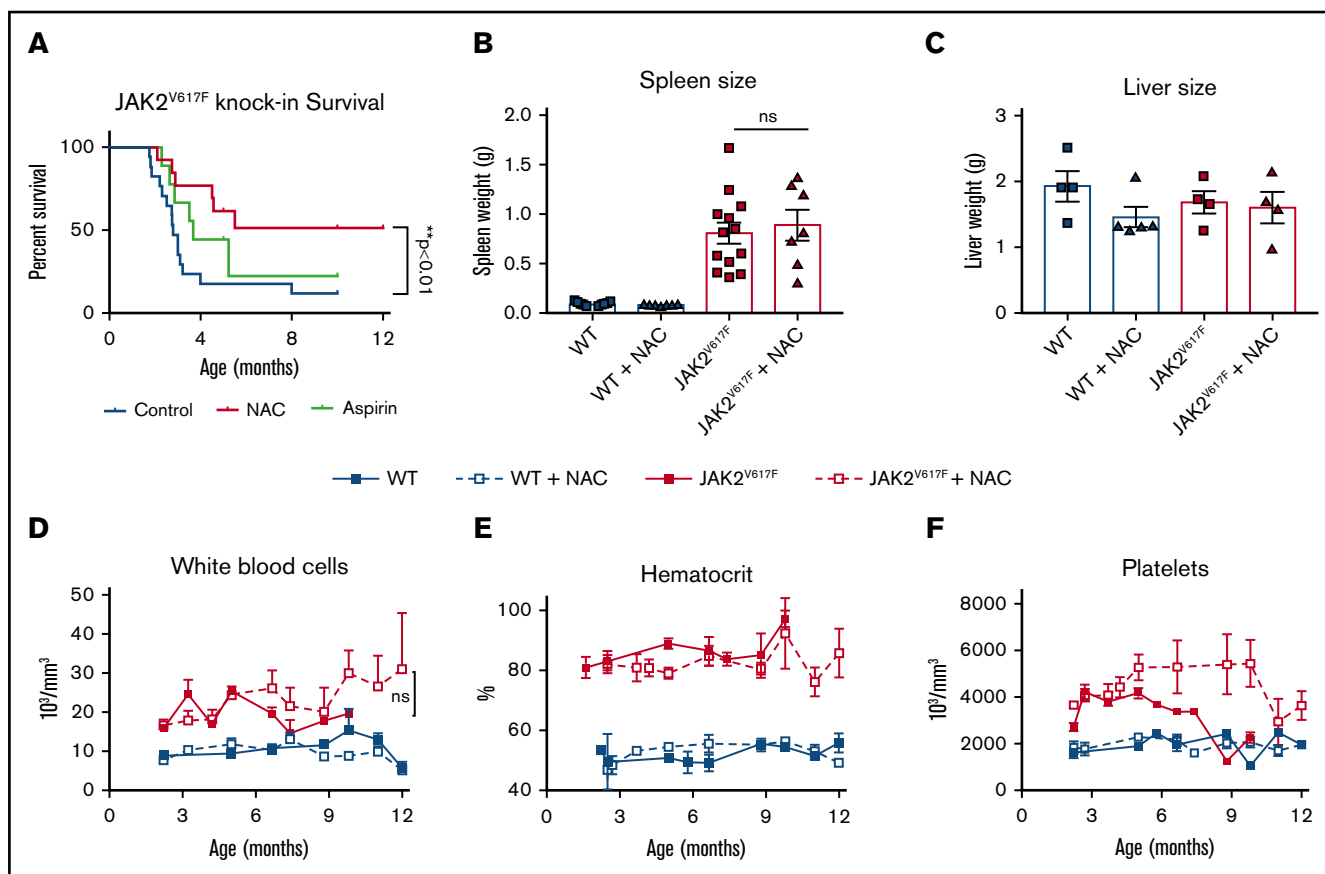 A
JAK2V617F knock-in Survival
Percent survival
100
50
0
0 4 8 12
Age (months)
**p<0.01
Control NAC Aspirin
B
Spleen size
Spleen weight (g)
2.0
1.5
1.0
0.5
0.0
ns
WT
WT + NAC
JAK2V617F
JAK2V617F + NAC
C
Liver size
Liver weight (g)
3
2
1
0
WT
WT + NAC
JAK2V617F
JAK2V617F + NAC
WT WT + NAC JAK2V617F JAK2V617F + NAC
D
White blood cells
10³/mm³
50
40
30
20
10
0
0 3 6 9 12
Age (months)
ns
E
Hematocrit
%
100
80
60
40
0 3 6 9 12
Age (months)
F
Platelets
10³/mm³
8000
6000
4000
2000
0
0 3 6 9 12
Age (months)